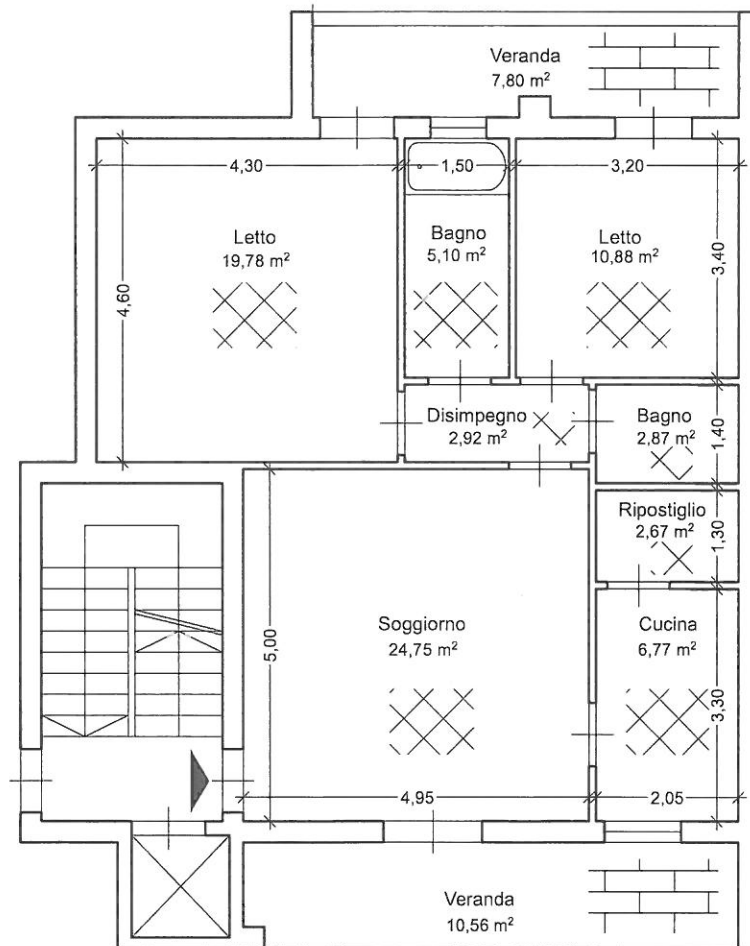 Veranda
7,80 m²
4,30
1,50
3,20
Letto
19,78 m²
Bagno
5,10 m²
Letto
10,88 m²
3,40
4,60
Disimpegno
2,92 m²
Bagno
2,87 m²
1,40
Ripostiglio
2,67 m²
1,30
Soggiorno
24,75 m²
5,00
Cucina
6,77 m²
3,30
4,95
2,05
Veranda
10,56 m²